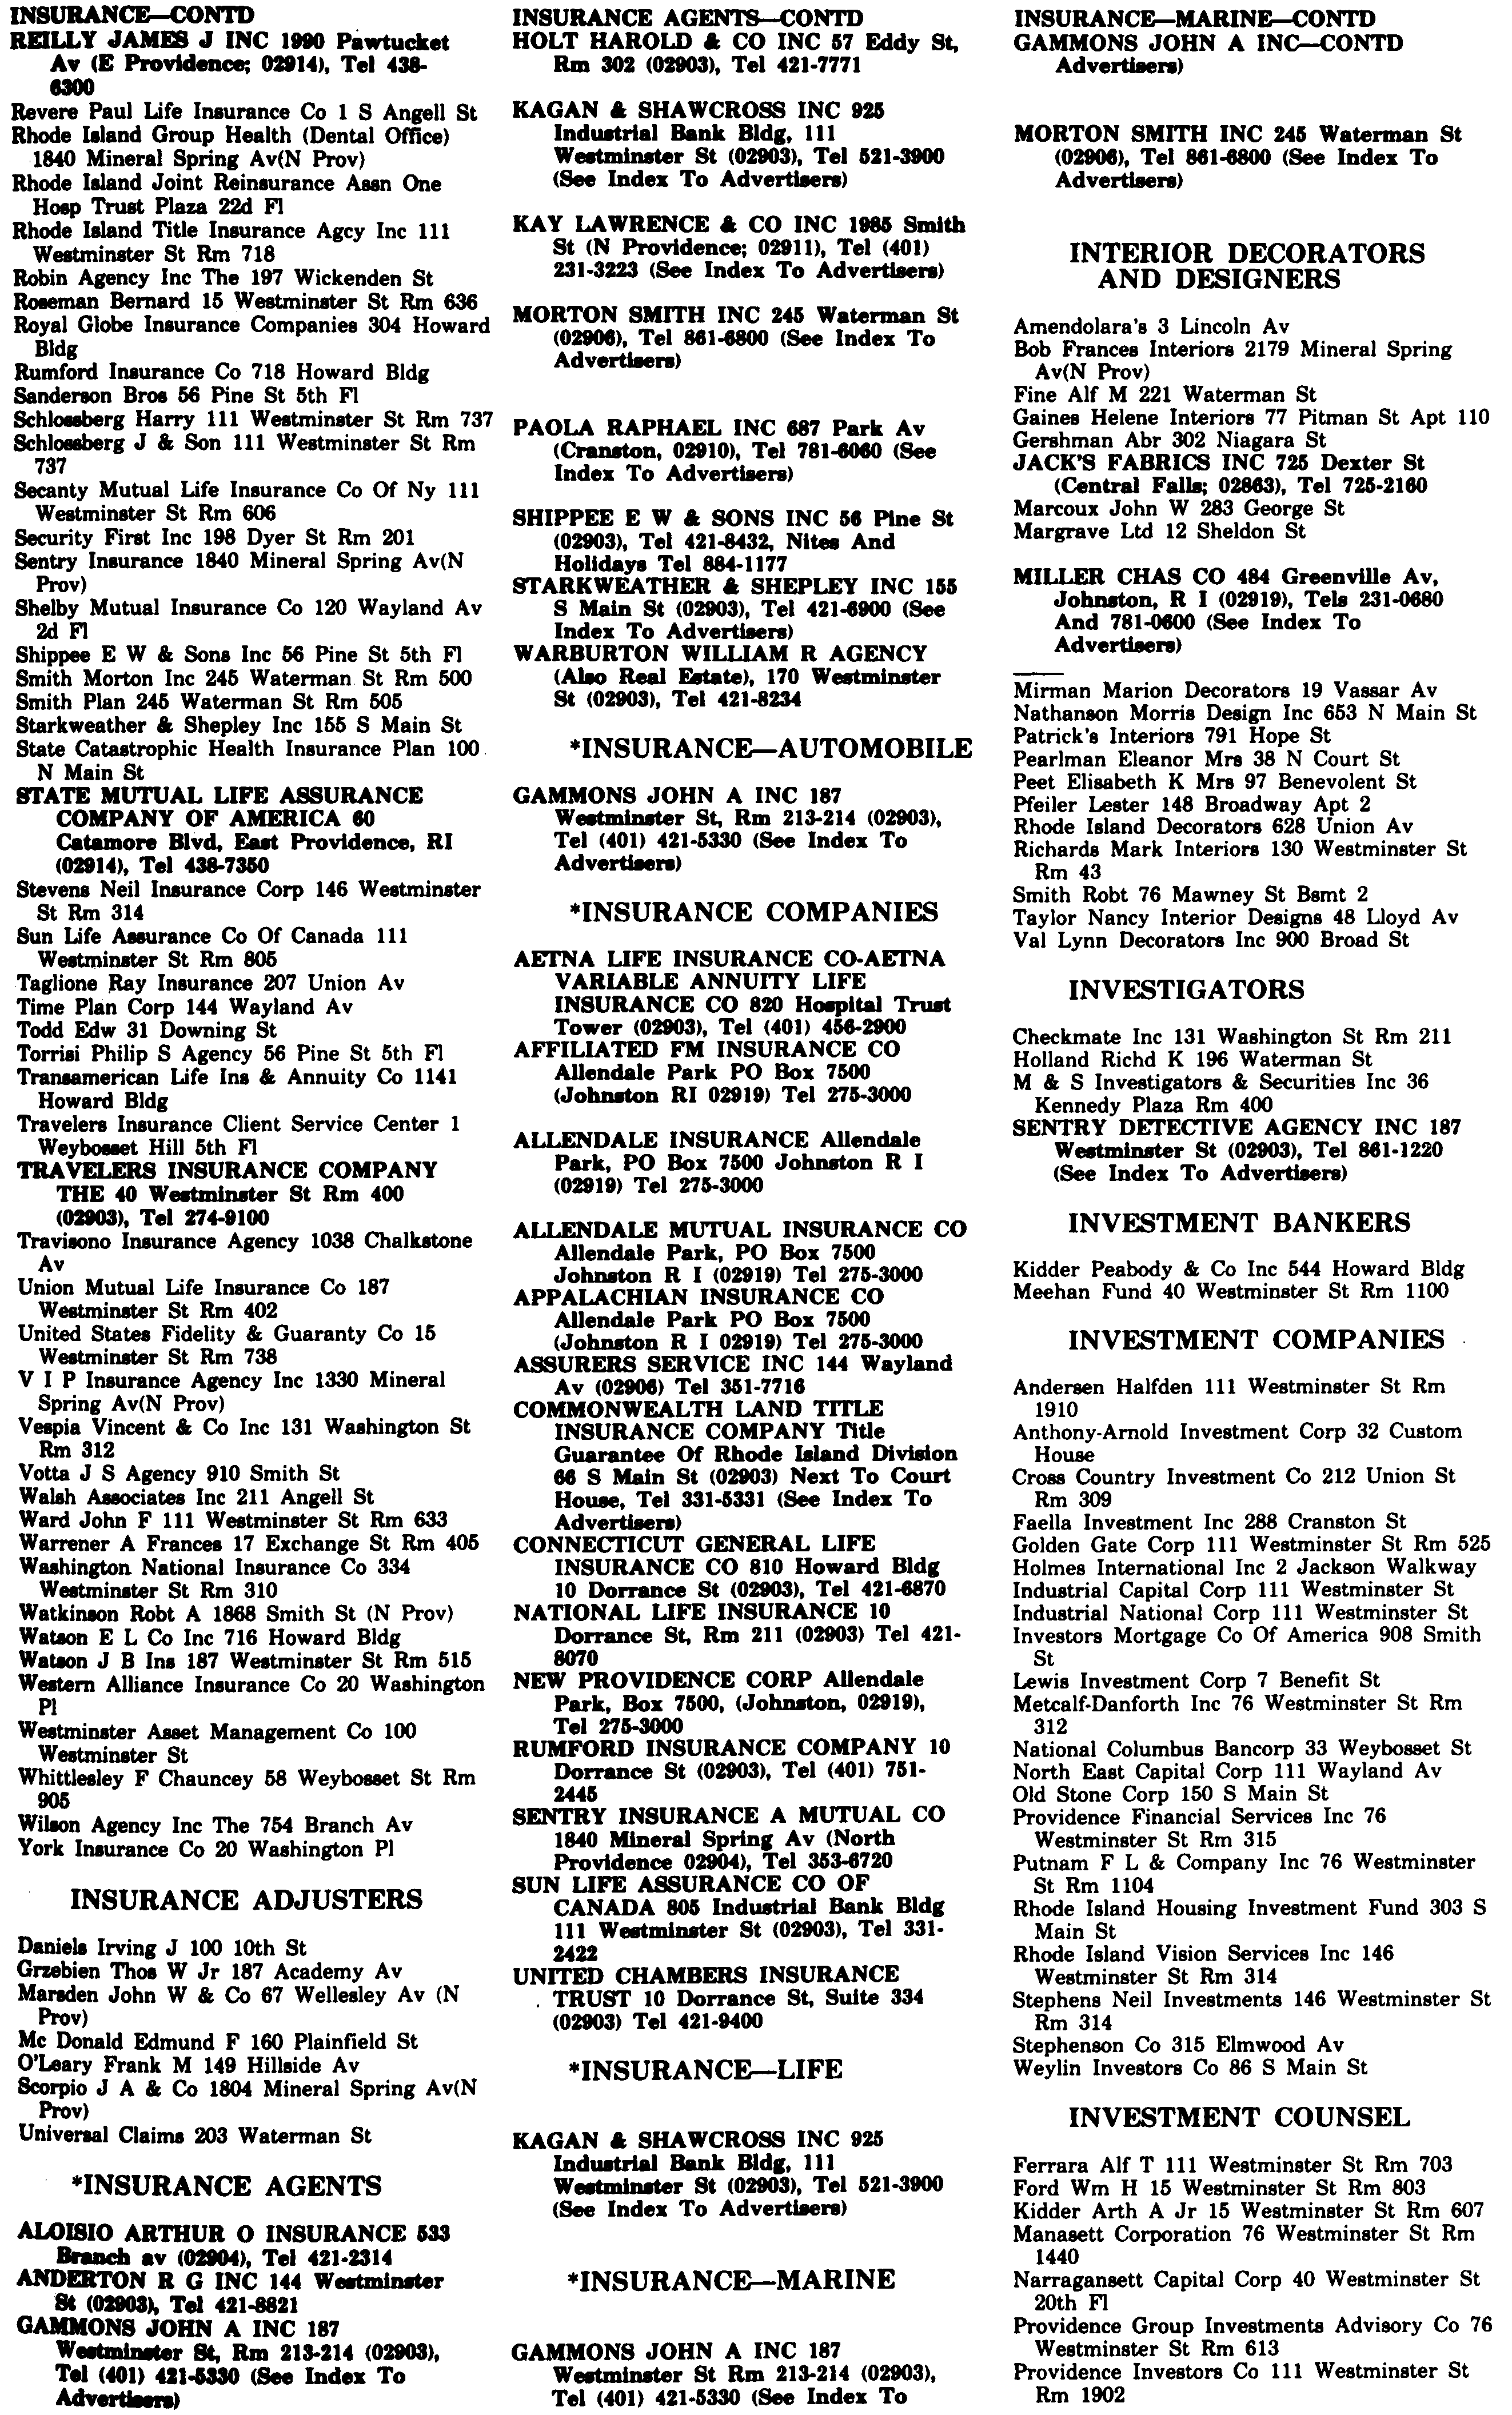 INSURANCE—CONTD
REILLY JAMES J INC 1990 Pawtucket
Av (E Providence; 02914), Tel 438-
6300
Revere Paul Life Insurance Co 1 S Angell St
Rhode Island Group Health (Dental Office)
1840 Mineral Spring Av(N Prov)
Rhode Island Joint Reinsurance Assn One
Hosp Trust Plaza 22d Fl
Rhode Island Title Insurance Agcy Inc 111
Westminster St Rm 718
Robin Agency Inc The 197 Wickenden St
Roseman Bernard 15 Westminster St Rm 636
Royal Globe Insurance Companies 304 Howard
Bldg
Rumford Insurance Co 718 Howard Bldg
Sanderson Bros 56 Pine St 5th Fl
Schlossberg Harry 111 Westminster St Rm 737
Schlossberg J & Son 111 Westminster St Rm
737
Secanty Mutual Life Insurance Co Of Ny 111
Westminster St Rm 606
Security First Inc 198 Dyer St Rm 201
Sentry Insurance 1840 Mineral Spring Av(N
Prov)
Shelby Mutual Insurance Co 120 Wayland Av
2d Fl
Shippee E W & Sons Inc 56 Pine St 5th Fl
Smith Morton Inc 245 Waterman St Rm 500
Smith Plan 245 Waterman St Rm 505
Starkweather & Shepley Inc 155 S Main St
State Catastrophic Health Insurance Plan 100
N Main St
STATE MUTUAL LIFE ASSURANCE
COMPANY OF AMERICA 60
Catamore Blvd, East Providence, RI
(02914), Tel 438-7350
Stevens Neil Insurance Corp 146 Westminster
St Rm 314
Sun Life Assurance Co Of Canada 111
Westminster St Rm 805
Taglione Ray Insurance 207 Union Av
Time Plan Corp 144 Wayland Av
Todd Edw 31 Downing St
Torrisi Philip S Agency 56 Pine St 5th Fl
Transamerican Life Ins & Annuity Co 1141
Howard Bldg
Travelers Insurance Client Service Center 1
Weybosset Hill 5th Fl
TRAVELERS INSURANCE COMPANY
THE 40 Westminster St Rm 400
(02903), Tel 274-9100
Travisono Insurance Agency 1038 Chalkstone
Av
Union Mutual Life Insurance Co 187
Westminster St Rm 402
United States Fidelity & Guaranty Co 15
Westminster St Rm 738
V I P Insurance Agency Inc 1330 Mineral
Spring Av(N Prov)
Vespia Vincent & Co Inc 131 Washington St
Rm 312
Votta J S Agency 910 Smith St
Walsh Associates Inc 211 Angell St
Ward John F 111 Westminster St Rm 633
Warrener A Frances 17 Exchange St Rm 405
Washington National Insurance Co 334
Westminster St Rm 310
Watkinson Robt A 1868 Smith St (N Prov)
Watson E L Co Inc 716 Howard Bldg
Watson J B Ins 187 Westminster St Rm 515
Western Alliance Insurance Co 20 Washington
Pl
Westminster Asset Management Co 100
Westminster St
Whittlesley F Chauncey 58 Weybosset St Rm
905
Wilson Agency Inc The 754 Branch Av
York Insurance Co 20 Washington Pl
INSURANCE ADJUSTERS
Daniels Irving J 100 10th St
Grzebien Thos W Jr 187 Academy Av
Marsden John W & Co 67 Wellesley Av (N
Prov)
Mc Donald Edmund F 160 Plainfield St
O'Leary Frank M 149 Hillside Av
Scorpio J A & Co 1804 Mineral Spring Av(N
Prov)
Universal Claims 203 Waterman St
*INSURANCE AGENTS
ALOISIO ARTHUR O INSURANCE 533
Branch av (02904), Tel 421-2314
ANDERTON R G INC 144 Westminster
St (02903), Tel 421-8821
GAMMONS JOHN A INC 187
Westminster St, Rm 213-214 (02903),
Tel (401) 421-5330 (See Index To
Advertisers)
INSURANCE AGENTS—CONTD
HOLT HAROLD & CO INC 57 Eddy St,
Rm 302 (02903), Tel 421-7771
KAGAN & SHAWCROSS INC 925
Industrial Bank Bldg, 111
Westminster St (02903), Tel 521-3900
(See Index To Advertisers)
KAY LAWRENCE & CO INC 1985 Smith
St (N Providence; 02911), Tel (401)
231-3223 (See Index To Advertisers)
MORTON SMITH INC 245 Waterman St
(02906), Tel 861-6800 (See Index To
Advertisers)
PAOLA RAPHAEL INC 687 Park Av
(Cranston, 02910), Tel 781-6060 (See
Index To Advertisers)
SHIPPEE E W & SONS INC 56 Pine St
(02903), Tel 421-8432, Nites And
Holidays Tel 884-1177
STARKWEATHER & SHEPLEY INC 155
S Main St (02903), Tel 421-6900 (See
Index To Advertisers)
WARBURTON WILLIAM R AGENCY
(Also Real Estate), 170 Westminster
St (02903), Tel 421-8234
*INSURANCE—AUTOMOBILE
GAMMONS JOHN A INC 187
Westminster St, Rm 213-214 (02903),
Tel (401) 421-5330 (See Index To
Advertisers)
*INSURANCE COMPANIES
AETNA LIFE INSURANCE CO-AETNA
VARIABLE ANNUITY LIFE
INSURANCE CO 820 Hospital Trust
Tower (02903), Tel (401) 456-2900
AFFILIATED FM INSURANCE CO
Allendale Park PO Box 7500
(Johnston RI 02919) Tel 275-3000
ALLENDALE INSURANCE Allendale
Park, PO Box 7500 Johnston R I
(02919) Tel 275-3000
ALLENDALE MUTUAL INSURANCE CO
Allendale Park, PO Box 7500
Johnston R I (02919) Tel 275-3000
APPALACHIAN INSURANCE CO
Allendale Park PO Box 7500
(Johnston R I 02919) Tel 275-3000
ASSURERS SERVICE INC 144 Wayland
Av (02906) Tel 351-7716
COMMONWEALTH LAND TITLE
INSURANCE COMPANY Title
Guarantee Of Rhode Island Division
66 S Main St (02903) Next To Court
House, Tel 331-5331 (See Index To
Advertisers)
CONNECTICUT GENERAL LIFE
INSURANCE CO 810 Howard Bldg
10 Dorrance St (02903), Tel 421-6870
NATIONAL LIFE INSURANCE 10
Dorrance St, Rm 211 (02903) Tel 421-
8070
NEW PROVIDENCE CORP Allendale
Park, Box 7500, (Johnston, 02919),
Tel 275-3000
RUMFORD INSURANCE COMPANY 10
Dorrance St (02903), Tel (401) 751-
2445
SENTRY INSURANCE A MUTUAL CO
1840 Mineral Spring Av (North
Providence 02904), Tel 353-6720
SUN LIFE ASSURANCE CO OF
CANADA 805 Industrial Bank Bldg
111 Westminster St (02903), Tel 331-
2422
UNITED CHAMBERS INSURANCE
TRUST 10 Dorrance St, Suite 334
(02903) Tel 421-9400
*INSURANCE—LIFE
KAGAN & SHAWCROSS INC 925
Industrial Bank Bldg, 111
Westminster St (02903), Tel 521-3900
(See Index To Advertisers)
*INSURANCE—MARINE
GAMMONS JOHN A INC 187
Westminster St Rm 213-214 (02903),
Tel (401) 421-5330 (See Index To
INSURANCE—MARINE—CONTD
GAMMONS JOHN A INC—CONTD
Advertisers)
MORTON SMITH INC 245 Waterman St
(02906), Tel 861-6800 (See Index To
Advertisers)
INTERIOR DECORATORS
AND DESIGNERS
Amendolara's 3 Lincoln Av
Bob Frances Interiors 2179 Mineral Spring
Av(N Prov)
Fine Alf M 221 Waterman St
Gaines Helene Interiors 77 Pitman St Apt 110
Gershman Abr 302 Niagara St
JACK'S FABRICS INC 725 Dexter St
(Central Falls; 02863), Tel 725-2160
Marcoux John W 283 George St
Margrave Ltd 12 Sheldon St
MILLER CHAS CO 484 Greenville Av,
Johnston, R I (02919), Tels 231-0680
And 781-0600 (See Index To
Advertisers)
Mirman Marion Decorators 19 Vassar Av
Nathanson Morris Design Inc 653 N Main St
Patrick's Interiors 791 Hope St
Pearlman Eleanor Mrs 38 N Court St
Peet Elisabeth K Mrs 97 Benevolent St
Pfeiler Lester 148 Broadway Apt 2
Rhode Island Decorators 628 Union Av
Richards Mark Interiors 130 Westminster St
Rm 43
Smith Robt 76 Mawney St Bsmt 2
Taylor Nancy Interior Designs 48 Lloyd Av
Val Lynn Decorators Inc 900 Broad St
INVESTIGATORS
Checkmate Inc 131 Washington St Rm 211
Holland Richd K 196 Waterman St
M & S Investigators & Securities Inc 36
Kennedy Plaza Rm 400
SENTRY DETECTIVE AGENCY INC 187
Westminster St (02903), Tel 861-1220
(See Index To Advertisers)
INVESTMENT BANKERS
Kidder Peabody & Co Inc 544 Howard Bldg
Meehan Fund 40 Westminster St Rm 1100
INVESTMENT COMPANIES
Andersen Halfden 111 Westminster St Rm
1910
Anthony-Arnold Investment Corp 32 Custom
House
Cross Country Investment Co 212 Union St
Rm 309
Faella Investment Inc 288 Cranston St
Golden Gate Corp 111 Westminster St Rm 525
Holmes International Inc 2 Jackson Walkway
Industrial Capital Corp 111 Westminster St
Industrial National Corp 111 Westminster St
Investors Mortgage Co Of America 908 Smith
St
Lewis Investment Corp 7 Benefit St
Metcalf-Danforth Inc 76 Westminster St Rm
312
National Columbus Bancorp 33 Weybosset St
North East Capital Corp 111 Wayland Av
Old Stone Corp 150 S Main St
Providence Financial Services Inc 76
Westminster St Rm 315
Putnam F L & Company Inc 76 Westminster
St Rm 1104
Rhode Island Housing Investment Fund 303 S
Main St
Rhode Island Vision Services Inc 146
Westminster St Rm 314
Stephens Neil Investments 146 Westminster St
Rm 314
Stephenson Co 315 Elmwood Av
Weylin Investors Co 86 S Main St
INVESTMENT COUNSEL
Ferrara Alf T 111 Westminster St Rm 703
Ford Wm H 15 Westminster St Rm 803
Kidder Arth A Jr 15 Westminster St Rm 607
Manasett Corporation 76 Westminster St Rm
1440
Narragansett Capital Corp 40 Westminster St
20th Fl
Providence Group Investments Advisory Co 76
Westminster St Rm 613
Providence Investors Co 111 Westminster St
Rm 1902